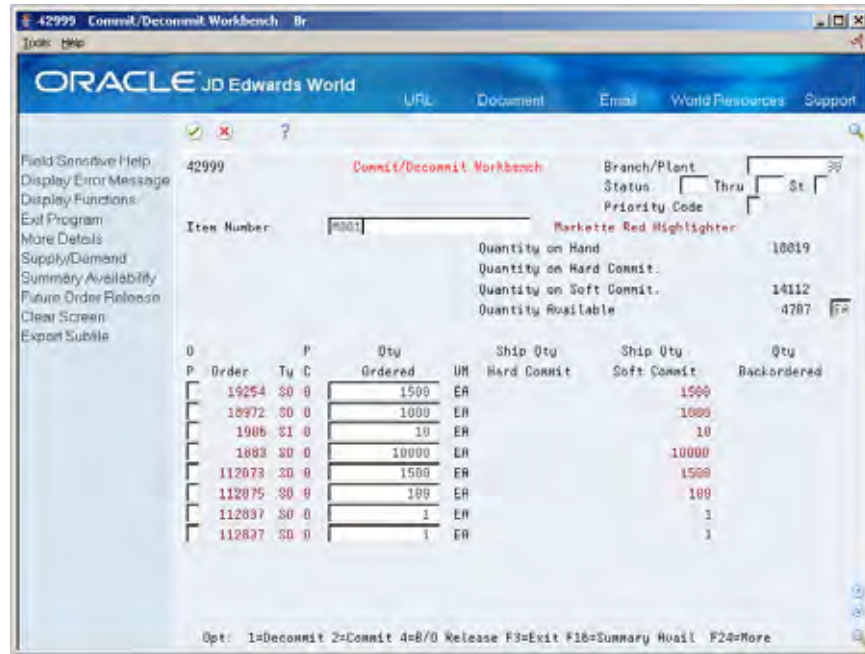 42999 Commit/Decommit Workbench Br
Tools Help
ORACLE JD Edwards World
URL Document Email World Resources Support
?
Field Sensitive Help
Display Error Message
Display Functions
Exit Program
More Details
Supply/Demand
Summary Availability
Future Order Release
Clear Screen
Export Subfile
42999 Commit/Decommit Workbench Branch/Plant 30
Status Thru St
Priority Code
Item Number M001 Markette Red Highlighter
Quantity on Hand
Quantity on Hard Commit.
Quantity on Soft Commit. 14112
Quantity Available 4787 EA
O P Qty Ship Qty Ship Qty Qty
P Order Ty C Ordered UM Hard Commit Soft Commit Backordered
19254 SO 0 1500 EA 1500
18972 SO 0 1000 EA 1000
1906 SI 0 10 EA 10
1883 SO 0 10000 EA 10000
112073 SO 0 1500 EA 1500
112075 SO 0 100 EA 100
112837 SO 0 1 EA 1
112837 SO 0 1 EA 1
Opt: 1=Decommit 2=Commit 4=B/O Release F3=Exit F16=Summary Avail F24=More